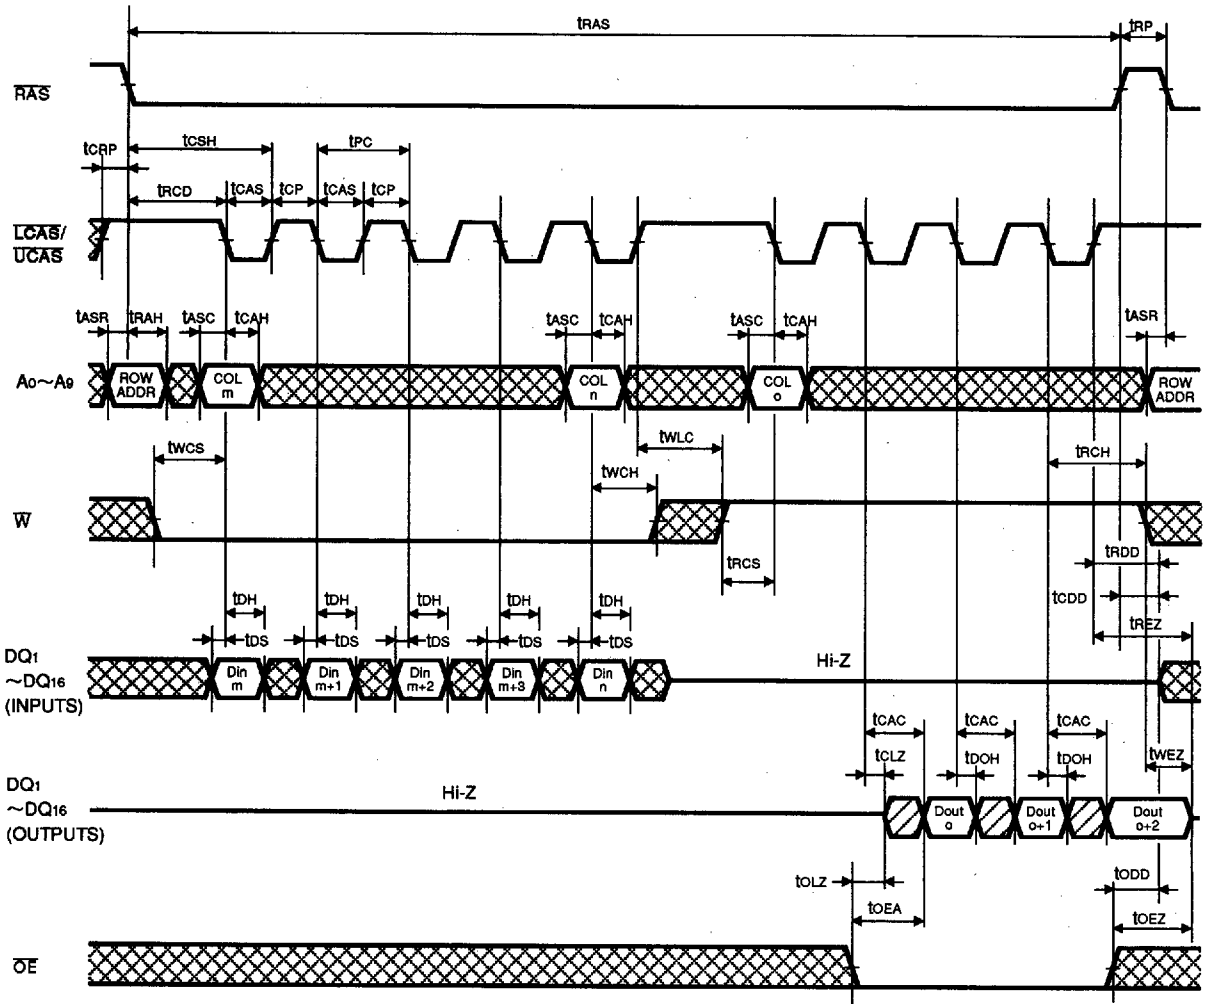 tRAS
tRP
RAS
tCRP
tCSH
tPC
tRCD
tCAS
tCP
tCAS
tCP
LCAS/
UCAS
tASR
tRAH
tASC
tCAH
tASC
tCAH
tASC
tCAH
tASR
A0～A9
ROW
ADDR
COL
m
COL
n
COL
o
ROW
ADDR
tWCS
tWLC
tRCH
tWCH
W
tRCS
tRDD
tCDD
tDH
tDH
tDH
tDH
tDH
tDS
tDS
tDS
tDS
tDS
tREZ
DQ1
～DQ16
(INPUTS)
Din
m
Din
m+1
Din
m+2
Din
m+3
Din
n
Hi-Z
tCAC
tCAC
tCAC
tCLZ
tDOH
tDOH
tWEZ
DQ1
～DQ16
(OUTPUTS)
Hi-Z
Dout
o
Dout
o+1
Dout
o+2
tOLZ
tODD
tOEA
tOEZ
OE